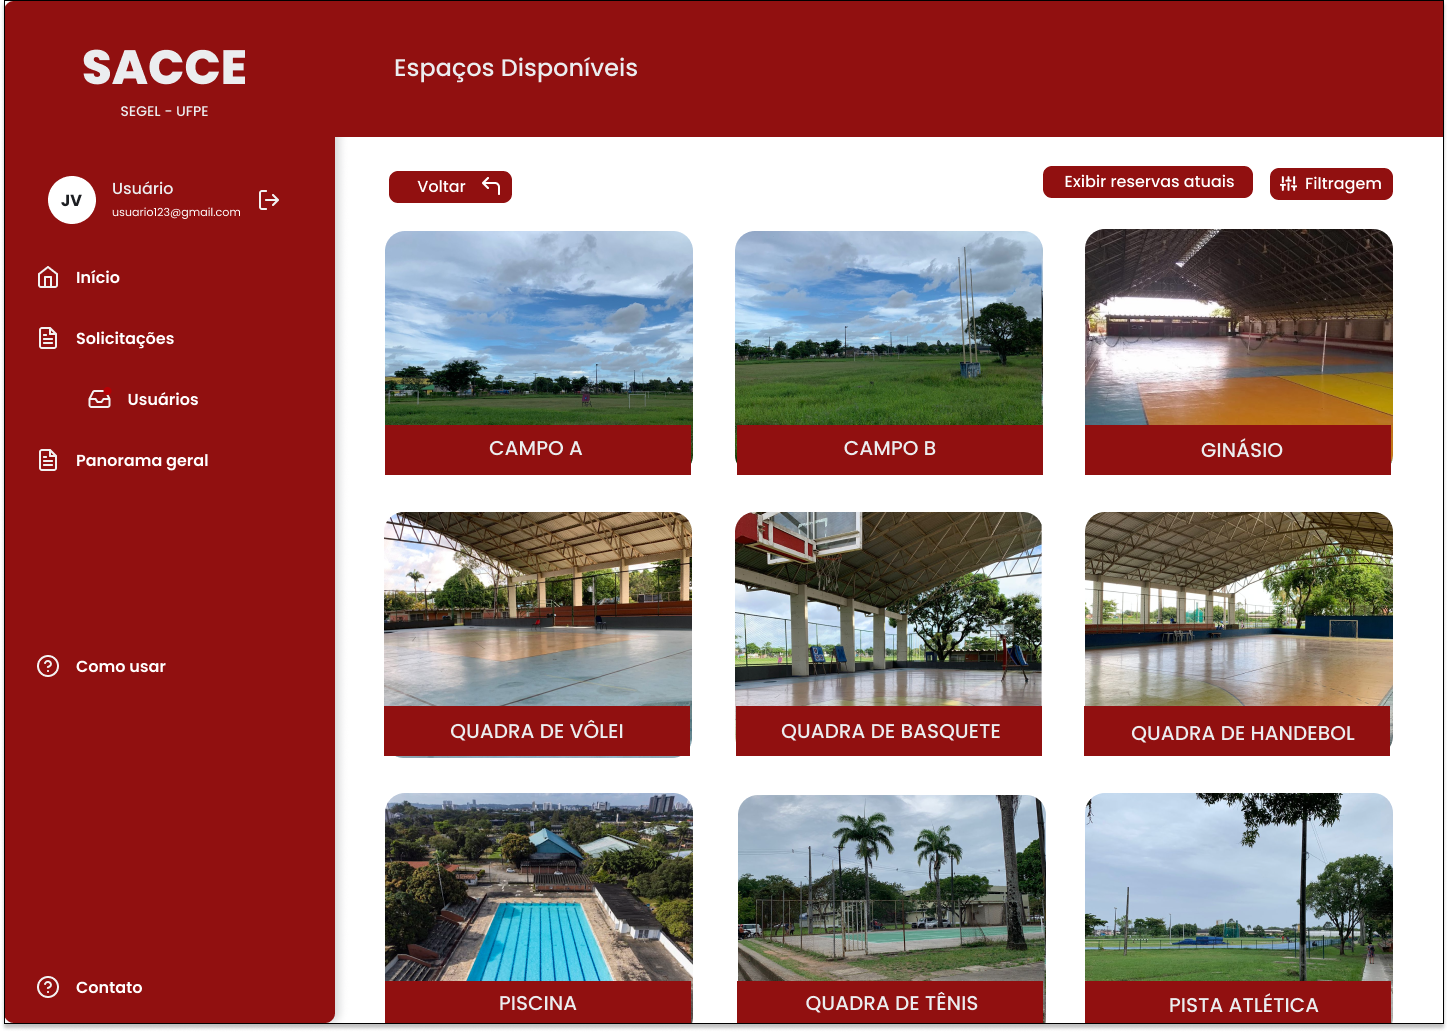 SACCE
SEGEL - UFPE
Espaços Disponíveis
JV
Usuário
usuario123@gmail.com
Início
Solicitações
Usuários
Panorama geral
Como usar
Contato
Voltar
Exibir reservas atuais
Filtragem
CAMPO A
CAMPO B
GINÁSIO
QUADRA DE VÔLEI
QUADRA DE BASQUETE
QUADRA DE HANDEBOL
PISCINA
QUADRA DE TÊNIS
PISTA ATLÉTICA